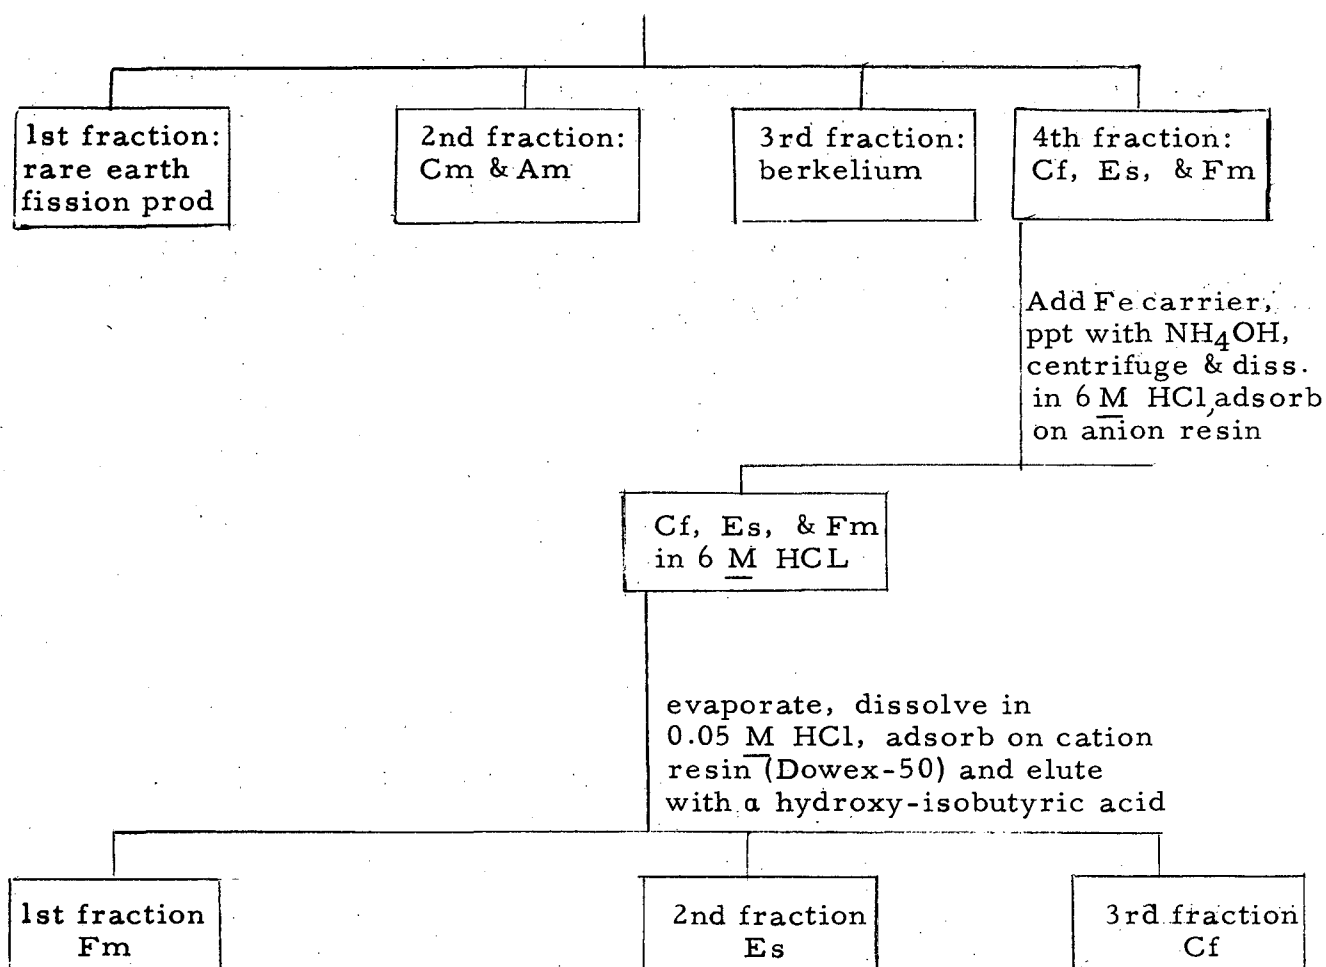 1st fraction:
rare earth
fission prod
2nd fraction:
Cm & Am
3rd fraction:
berkelium
4th fraction:
Cf, Es, & Fm
Add Fe carrier,
ppt with NH4OH,
centrifuge & diss.
in 6 M HCl, adsorb
on anion resin
Cf, Es, & Fm
in 6 M HCL
evaporate, dissolve in
0.05 M HCl, adsorb on cation
resin (Dowex-50) and elute
with α hydroxy-isobutyric acid
1st fraction
Fm
2nd fraction
Es
3rd fraction
Cf